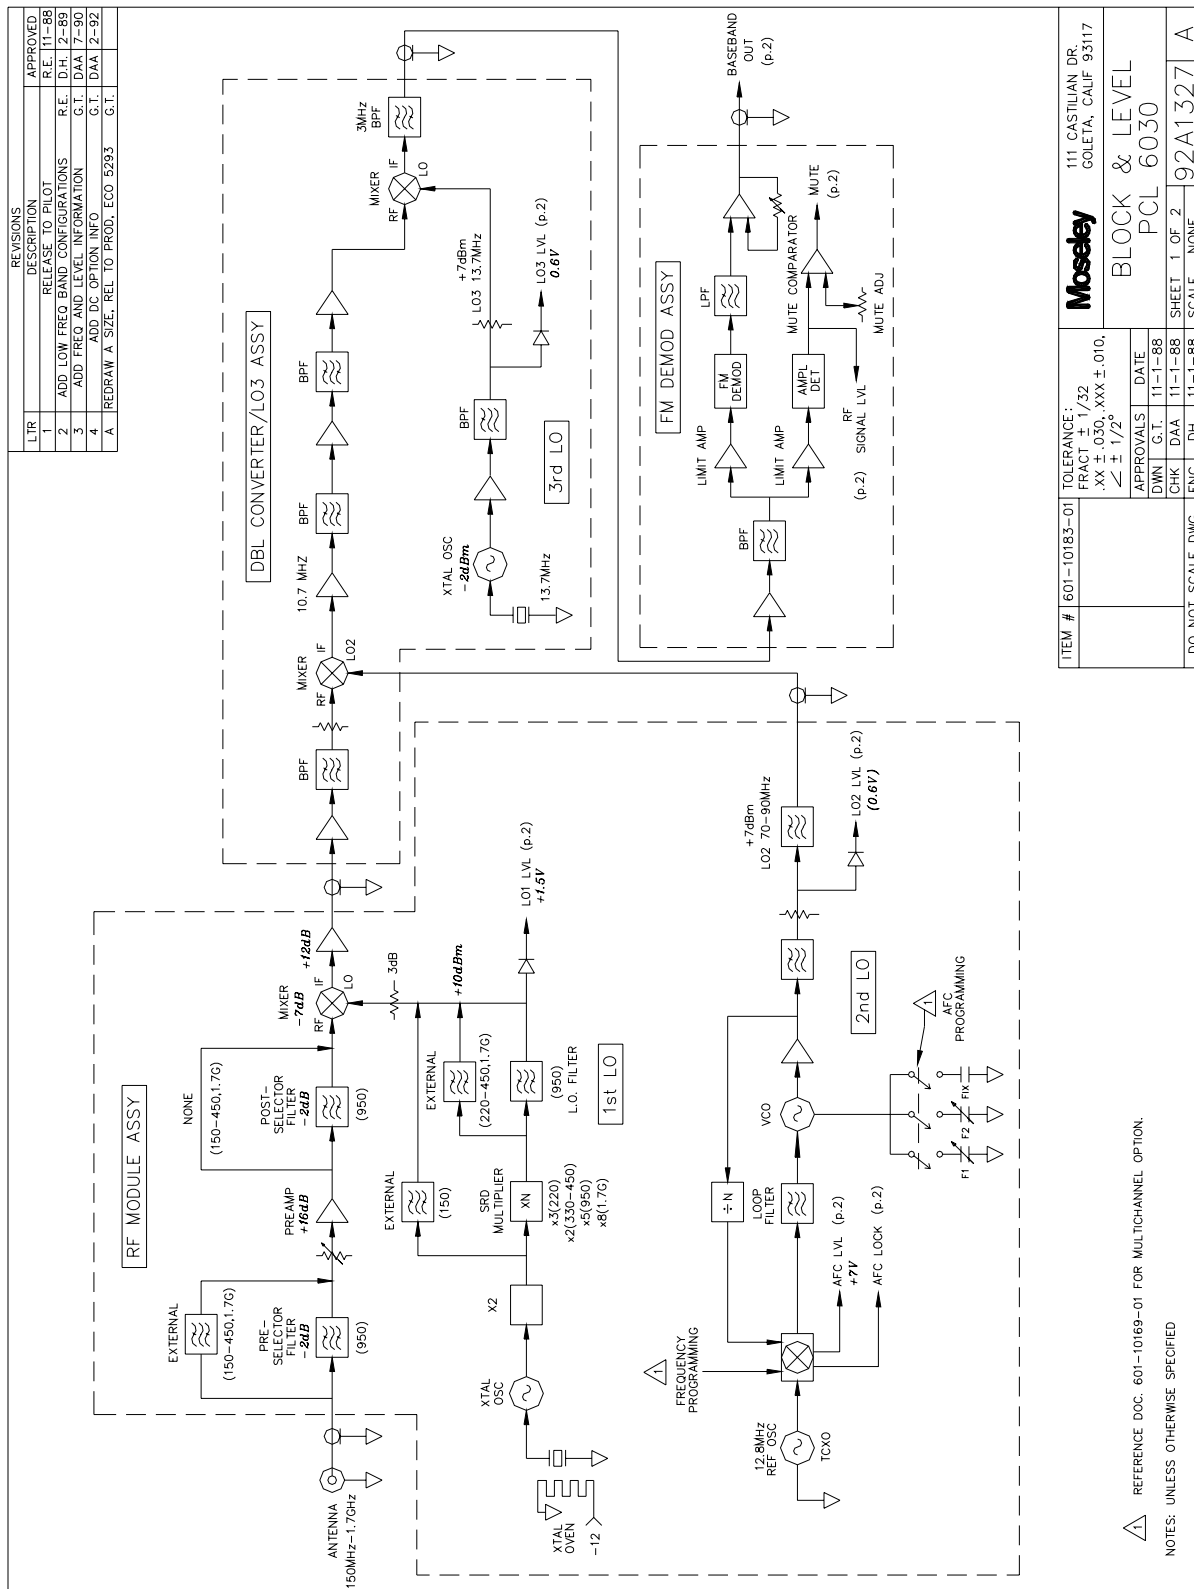 REVISIONS
LTR DESCRIPTION APPROVED
1 RELEASE TO PILOT R.E. 11-88
2 ADD LOW FREQ BAND CONFIGURATIONS R.E. D.H. 2-89
3 ADD FREQ AND LEVEL INFORMATION G.T. DAA 7-90
4 ADD DC OPTION INFO G.T. DAA 2-92
A REDRAW A SIZE, REL TO PROD, ECO 5293 G.T.
RF MODULE ASSY
ANTENNA
150MHz-1.7GHz
EXTERNAL
(150-450,1.7G)
PRE-
SELECTOR
FILTER
-2dB
(950)
PREAMP
+16dB
NONE
(150-450,1.7G)
POST-
SELECTOR
FILTER
-2dB
(950)
MIXER
-7dB
RF
IF
LO
+12dB
3dB
XTAL
OVEN
-12
XTAL
OSC
X2
EXTERNAL
(150)
SRD
MULTIPLIER
XN
x3(220)
x2(330-450)
x5(950)
x8(1.7G)
EXTERNAL
(220-450,1.7G)
+10dBm
(950)
L.O. FILTER
1st LO
LO1 LVL (p.2)
+1.5V
DBL CONVERTER/LO3 ASSY
BPF
MIXER
RF
IF
LO2
10.7 MHZ
BPF
BPF
MIXER
RF
IF
LO
3MHz
BPF
XTAL OSC
-2dBm
13.7MHz
BPF
3rd LO
+7dBm
LO3 13.7MHz
LO3 LVL (p.2)
0.6V
FREQUENCY
PROGRAMMING
1
12.8MHz
REF OSC
TCXO
AFC LVL (p.2)
+7V
AFC LOCK (p.2)
÷N
LOOP
FILTER
VCO
F1
F2
FIX
1
AFC
PROGRAMMING
2nd LO
+7dBm
LO2 70-90MHz
LO2 LVL (p.2)
(0.6V)
FM DEMOD ASSY
BPF
LIMIT AMP
FM
DEMOD
LPF
BASEBAND
OUT
(p.2)
LIMIT AMP
AMPL
DET
MUTE COMPARATOR
MUTE
(p.2)
MUTE ADJ
(p.2)
RF
SIGNAL LVL
1 REFERENCE DOC. 601-10169-01 FOR MULTICHANNEL OPTION.
NOTES: UNLESS OTHERWISE SPECIFIED
ITEM # 601-10183-01
DO NOT SCALE DWG
TOLERANCE:
FRACT ± 1/32
.XX ±.030, .XXX ±.010,
∠ ± 1/2°
APPROVALS DATE
DWN G.T. 11-1-88
CHK DAA 11-1-88
ENG DH 11-1-88
Moseley
111 CASTILIAN DR.
GOLETA, CALIF 93117
BLOCK & LEVEL
PCL 6030
SHEET 1 OF 2
SCALE NONE
92A1327 A